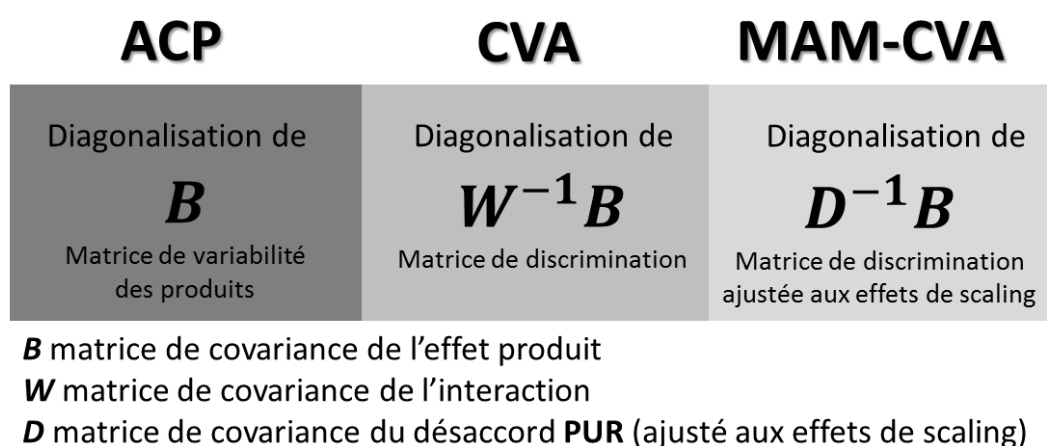 ACP
CVA
MAM-CVA
Diagonalisation de
B
Matrice de variabilité
des produits
Diagonalisation de
W⁻¹B
Matrice de discrimination
Diagonalisation de
D⁻¹B
Matrice de discrimination
ajustée aux effets de scaling
B matrice de covariance de l’effet produit
W matrice de covariance de l’interaction
D matrice de covariance du désaccord PUR (ajusté aux effets de scaling)